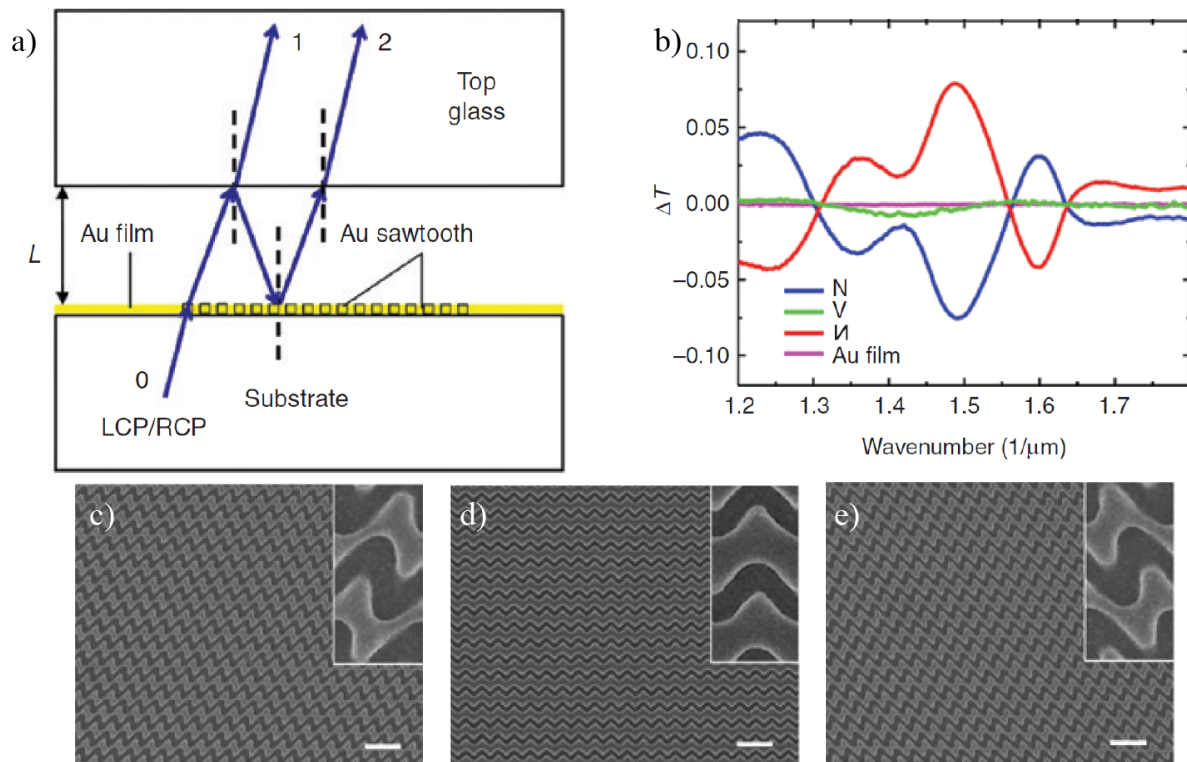 a)
1
2
Top
glass
L
Au film
Au sawtooth
0
Substrate
LCP/RCP
b)
0.10
0.05
0.00
−0.05
−0.10
ΔT
N
V
И
Au film
1.2 1.3 1.4 1.5 1.6 1.7
Wavenumber (1/μm)
c)
d)
e)